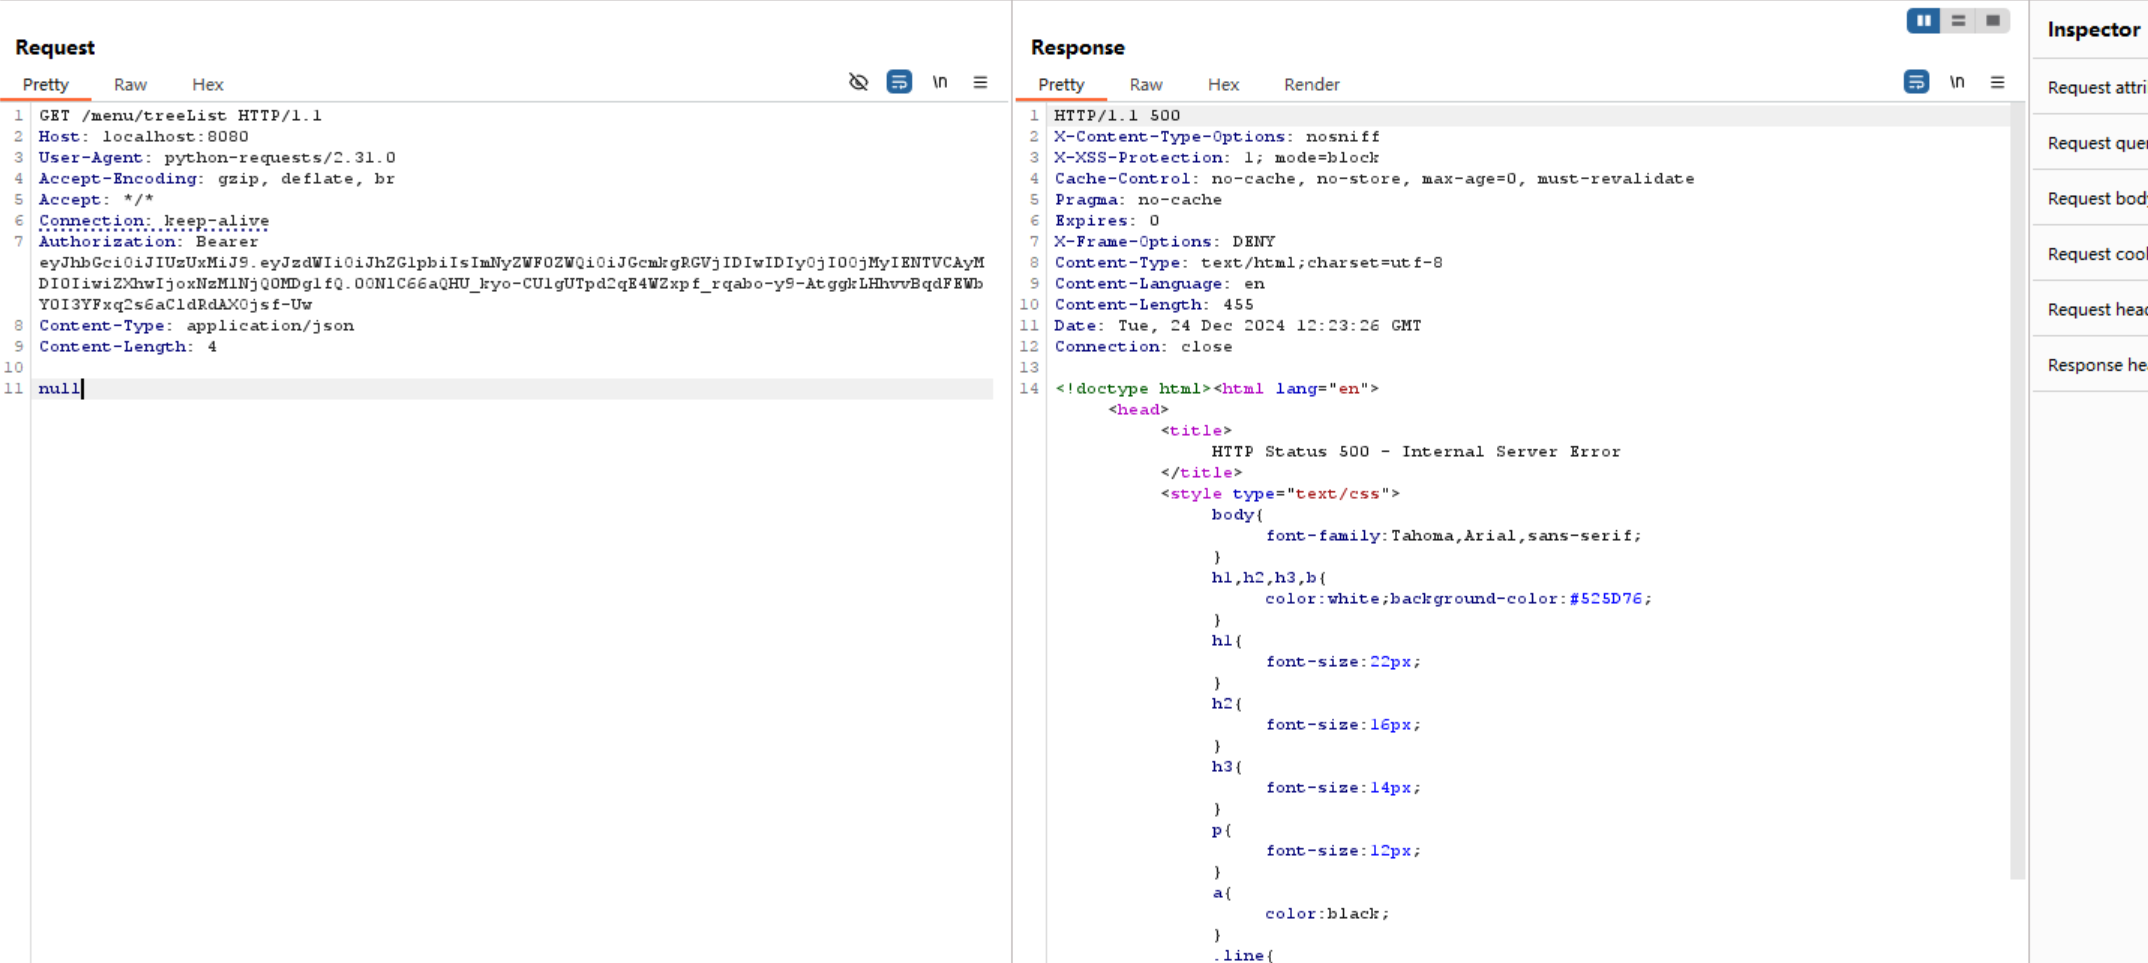 Request
Pretty Raw Hex
\n
1 GET /menu/treeList HTTP/1.1
2 Host: localhost:8080
3 User-Agent: python-requests/2.31.0
4 Accept-Encoding: gzip, deflate, br
5 Accept: */*
6 Connection: keep-alive
7 Authorization: Bearer
eyJhbGciOiJIUzUxMiJ9.eyJzdWIiOiJhZG1pbiIsImNyZWF0ZWQiOiJGcmkgRGVjIDIwIDIyOjI0OjMyIENTVCAyM
DI0IiwiZXhwIjoxNzM1NjQ0MDg1fQ.O0N1C66aQHU_kyo-CU1gUTpd2qE4WZxpf_rqabo-y9-AtggkLHhvvBqdFEWb
Y0I3YFxq2s6aCldRdAX0jsf-Uw
8 Content-Type: application/json
9 Content-Length: 4
10
11 null
Response
Pretty Raw Hex Render
\n
1 HTTP/1.1 500
2 X-Content-Type-Options: nosniff
3 X-XSS-Protection: 1; mode=block
4 Cache-Control: no-cache, no-store, max-age=0, must-revalidate
5 Pragma: no-cache
6 Expires: 0
7 X-Frame-Options: DENY
8 Content-Type: text/html;charset=utf-8
9 Content-Language: en
10 Content-Length: 455
11 Date: Tue, 24 Dec 2024 12:23:26 GMT
12 Connection: close
13
14 <!doctype html><html lang="en">
<head>
<title>
HTTP Status 500 – Internal Server Error
</title>
<style type="text/css">
body{
font-family:Tahoma,Arial,sans-serif;
}
h1,h2,h3,b{
color:white;background-color:#525D76;
}
h1{
font-size:22px;
}
h2{
font-size:16px;
}
h3{
font-size:14px;
}
p{
font-size:12px;
}
a{
color:black;
}
.line{
Inspector
Request attri
Request quer
Request body
Request cool
Request head
Response hea